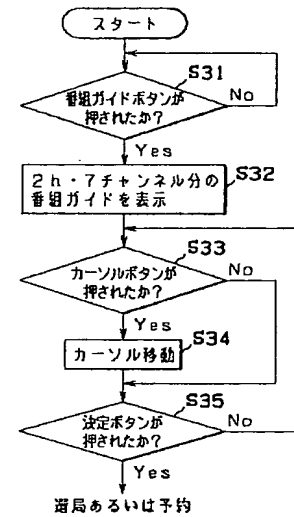 スタート
S31
番組ガイドボタンが
押されたか?
No
Yes
S32
2h・7チャンネル分の
番組ガイドを表示
S33
カーソルボタンが
押されたか?
No
Yes
S34
カーソル移動
S35
決定ボタンが
押されたか?
No
Yes
選局あるいは予約